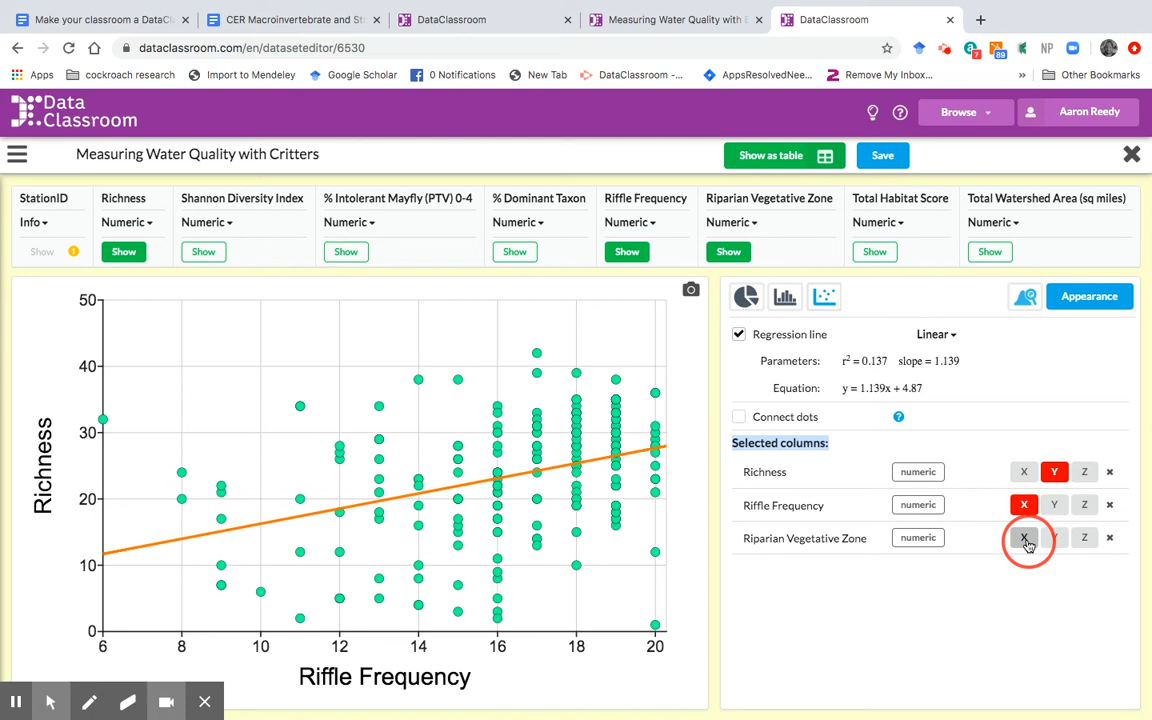 Make your classroom a DataCl
CER Macroinvertebrate and Str
DataClassroom
Measuring Water Quality with
DataClassroom
dataclassroom.com/en/dataseteditor/6530
7
89
NP
Apps
cockroach research
Import to Mendeley
Google Scholar
0 Notifications
New Tab
DataClassroom -...
AppsResolvedNee...
Remove My Inbox...
»
Other Bookmarks
Data
Classroom
Browse
Aaron Reedy
Measuring Water Quality with Critters
Show as table
Save
StationID
Richness
Shannon Diversity Index
% Intolerant Mayfly (PTV) 0-4
% Dominant Taxon
Riffle Frequency
Riparian Vegetative Zone
Total Habitat Score
Total Watershed Area (sq miles)
Info
Numeric
Numeric
Numeric
Numeric
Numeric
Numeric
Numeric
Numeric
Show
Show
Show
Show
Show
Show
Show
Show
Show
50
40
30
20
10
0
Richness
6
8
10
12
14
16
18
20
Riffle Frequency
Appearance
Regression line
Linear
Parameters:
r² = 0.137 slope = 1.139
Equation:
y = 1.139x + 4.87
Connect dots
Selected columns:
Richness
numeric
X
Y
Z
Riffle Frequency
numeric
X
Y
Z
Riparian Vegetative Zone
numeric
X
Y
Z